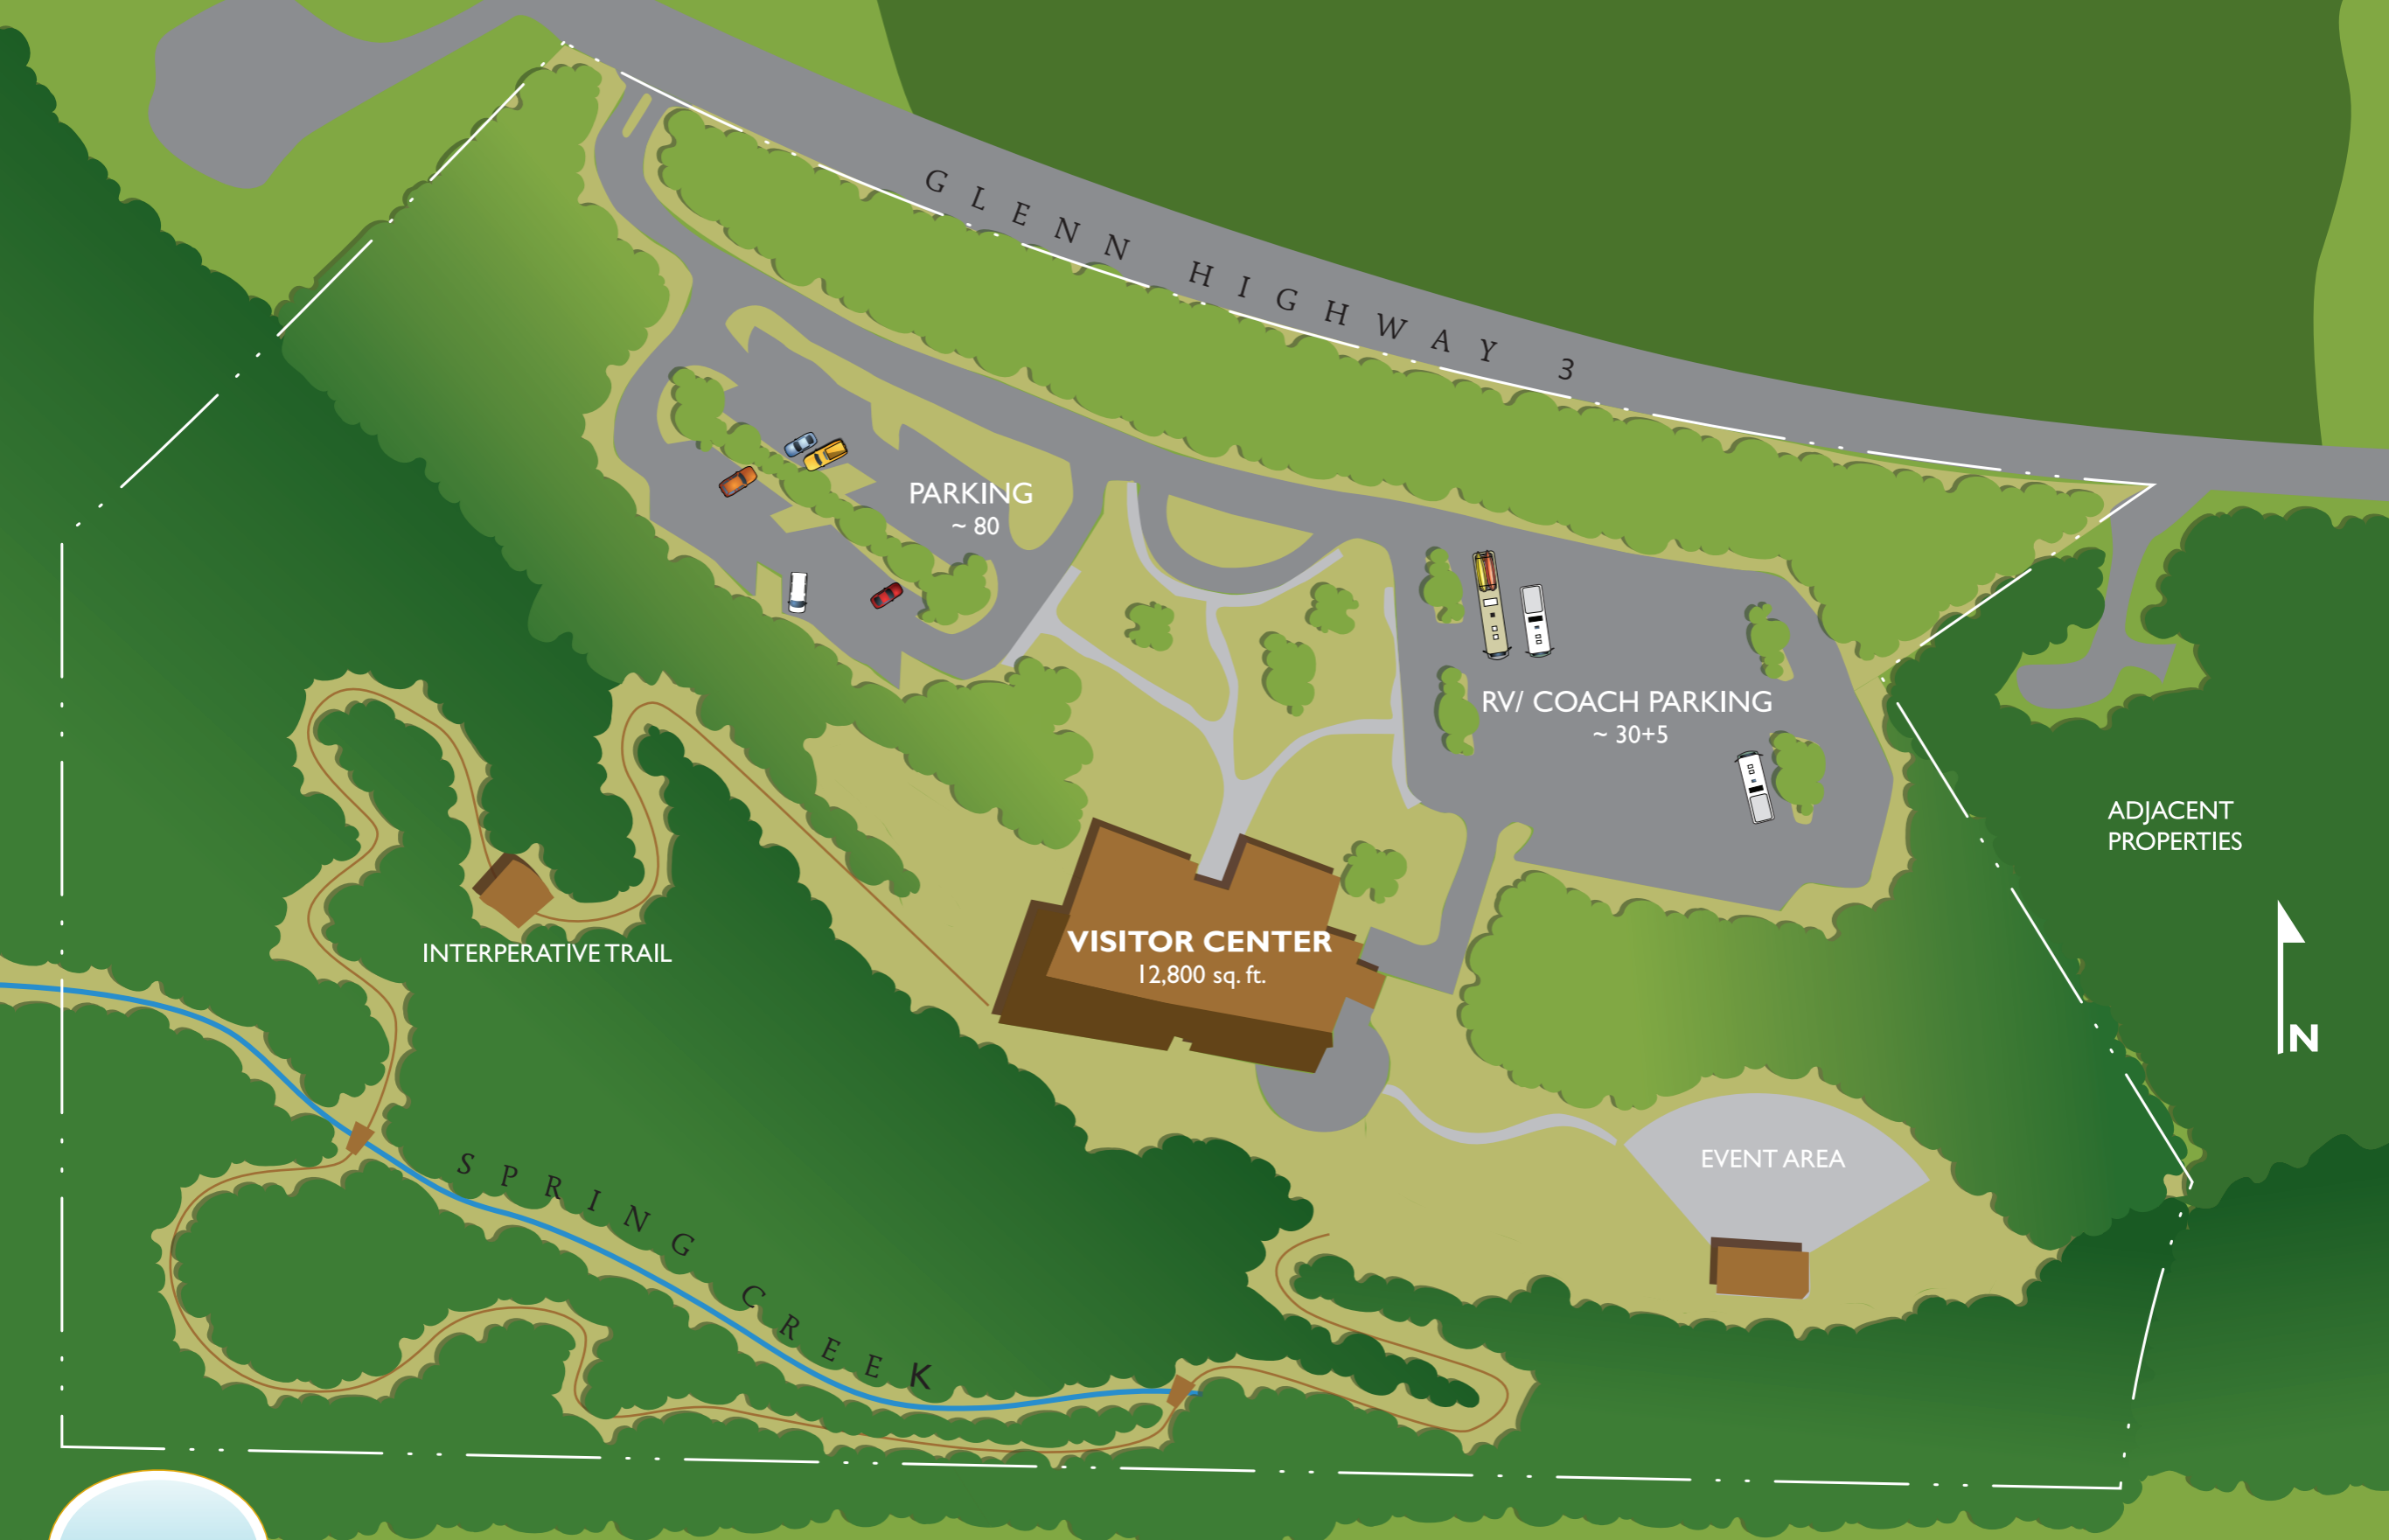 GLENN HIGHWAY 3
PARKING
~ 80
RV/ COACH PARKING
~ 30+5
ADJACENT
PROPERTIES
INTERPERATIVE TRAIL
VISITOR CENTER
12,800 sq. ft.
N
EVENT AREA
SPRING CREEK